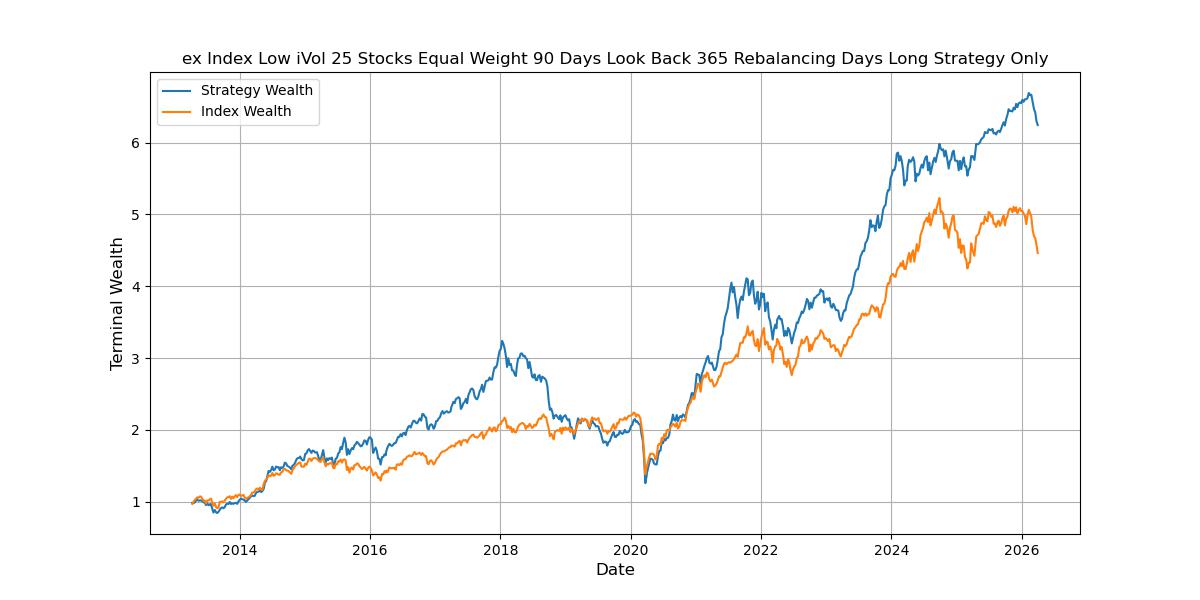 ex Index Low iVol 25 Stocks Equal Weight 90 Days Look Back 365 Rebalancing Days Long Strategy Only
Strategy Wealth
Index Wealth
Terminal Wealth
6
5
4
3
2
1
2014 2016 2018 2020 2022 2024 2026
Date